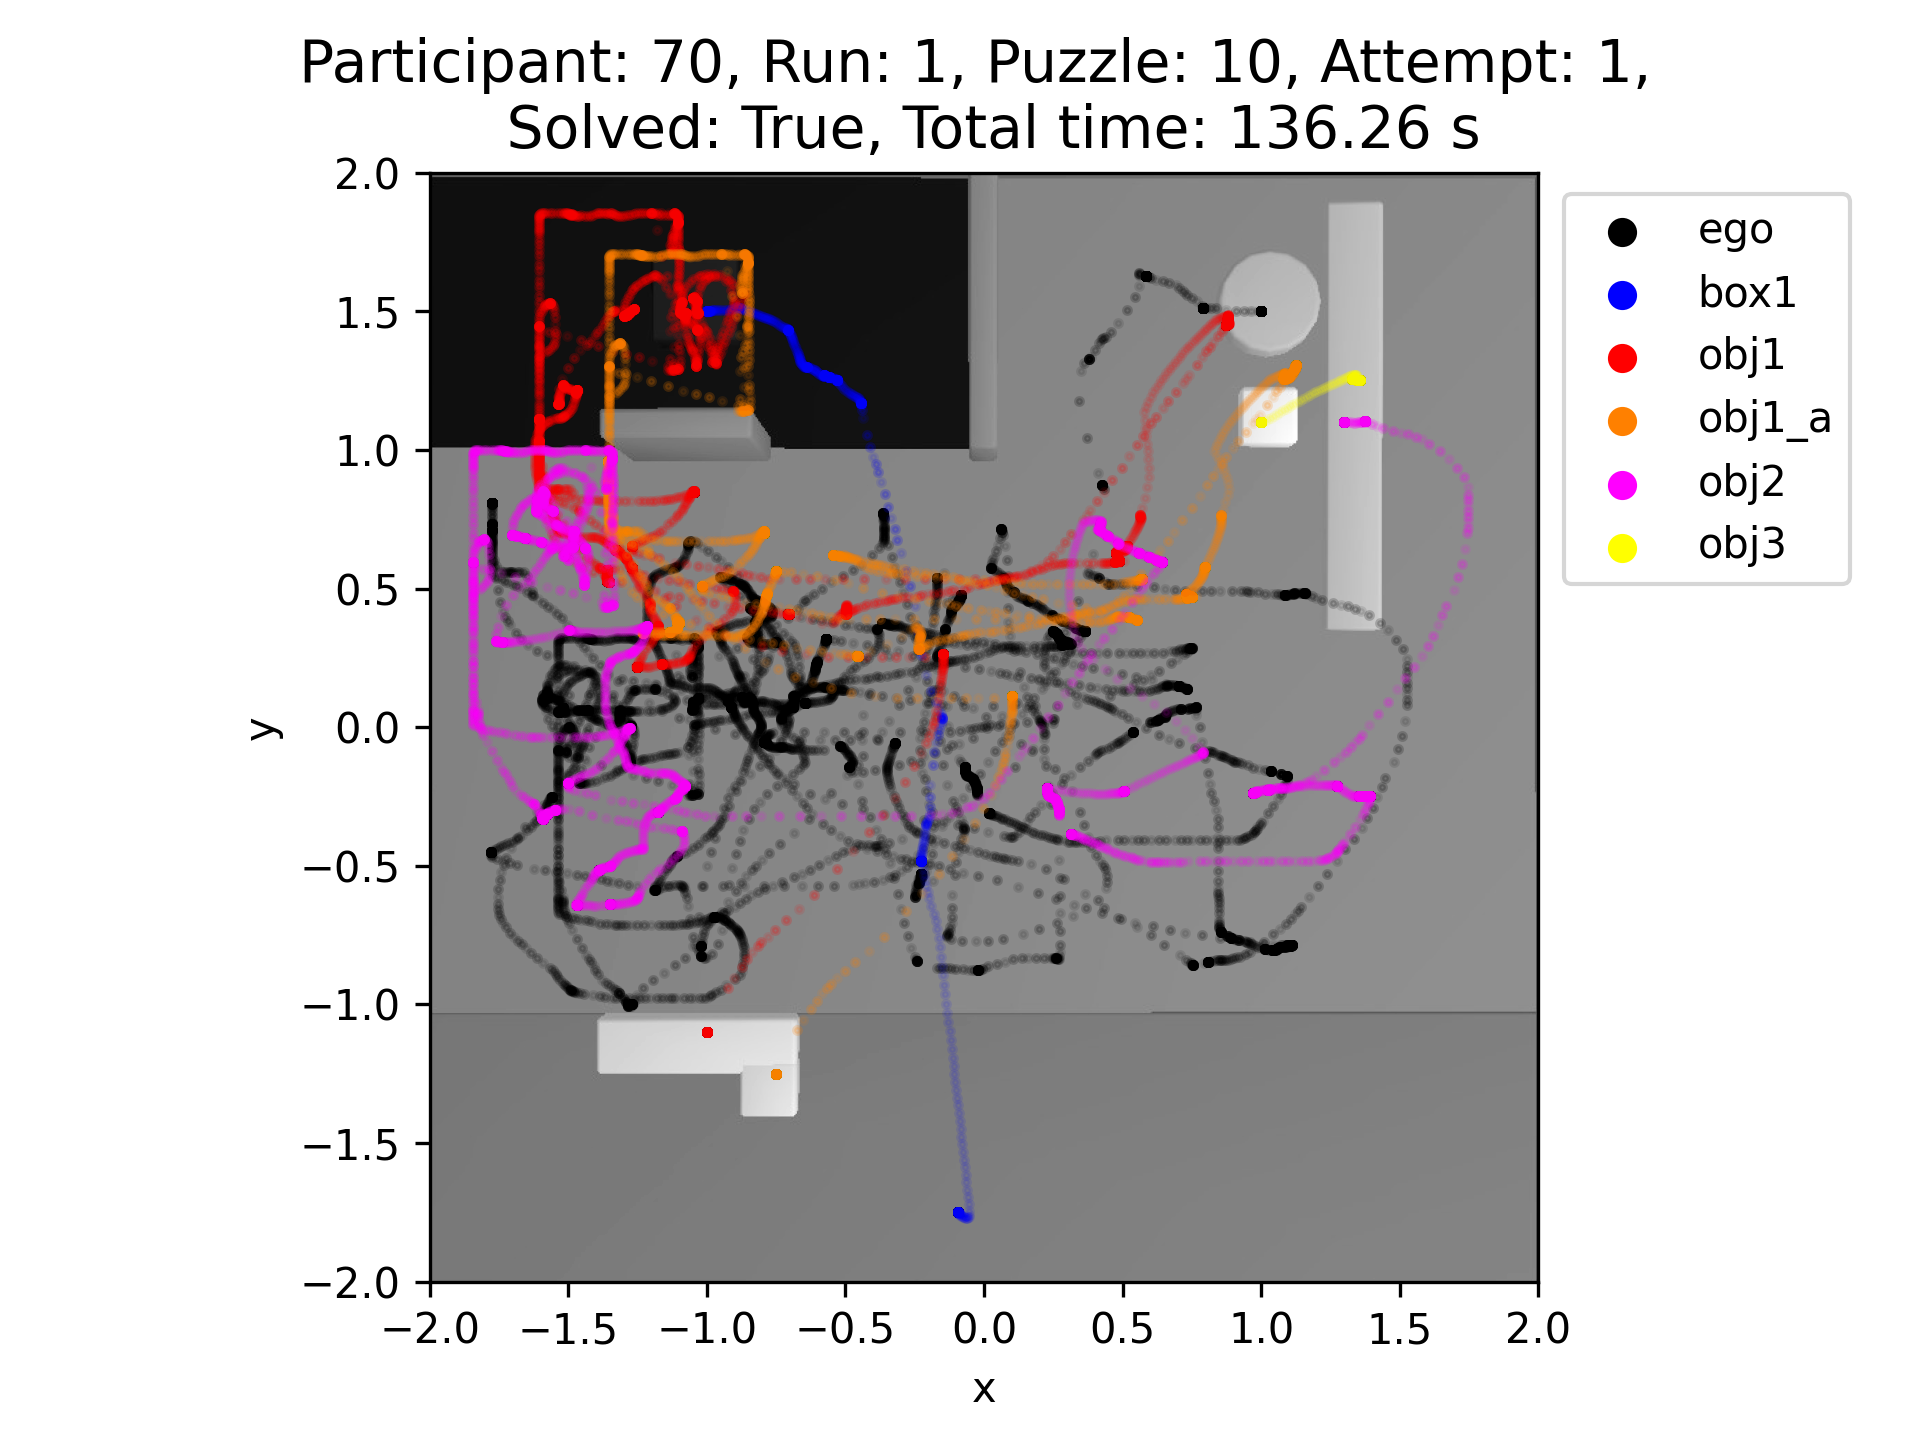 Participant: 70, Run: 1, Puzzle: 10, Attempt: 1,
Solved: True, Total time: 136.26 s
2.0
1.5
1.0
0.5
0.0
−0.5
−1.0
−1.5
−2.0
y
−2.0 −1.5 −1.0 −0.5 0.0 0.5 1.0 1.5 2.0
x
ego
box1
obj1
obj1_a
obj2
obj3